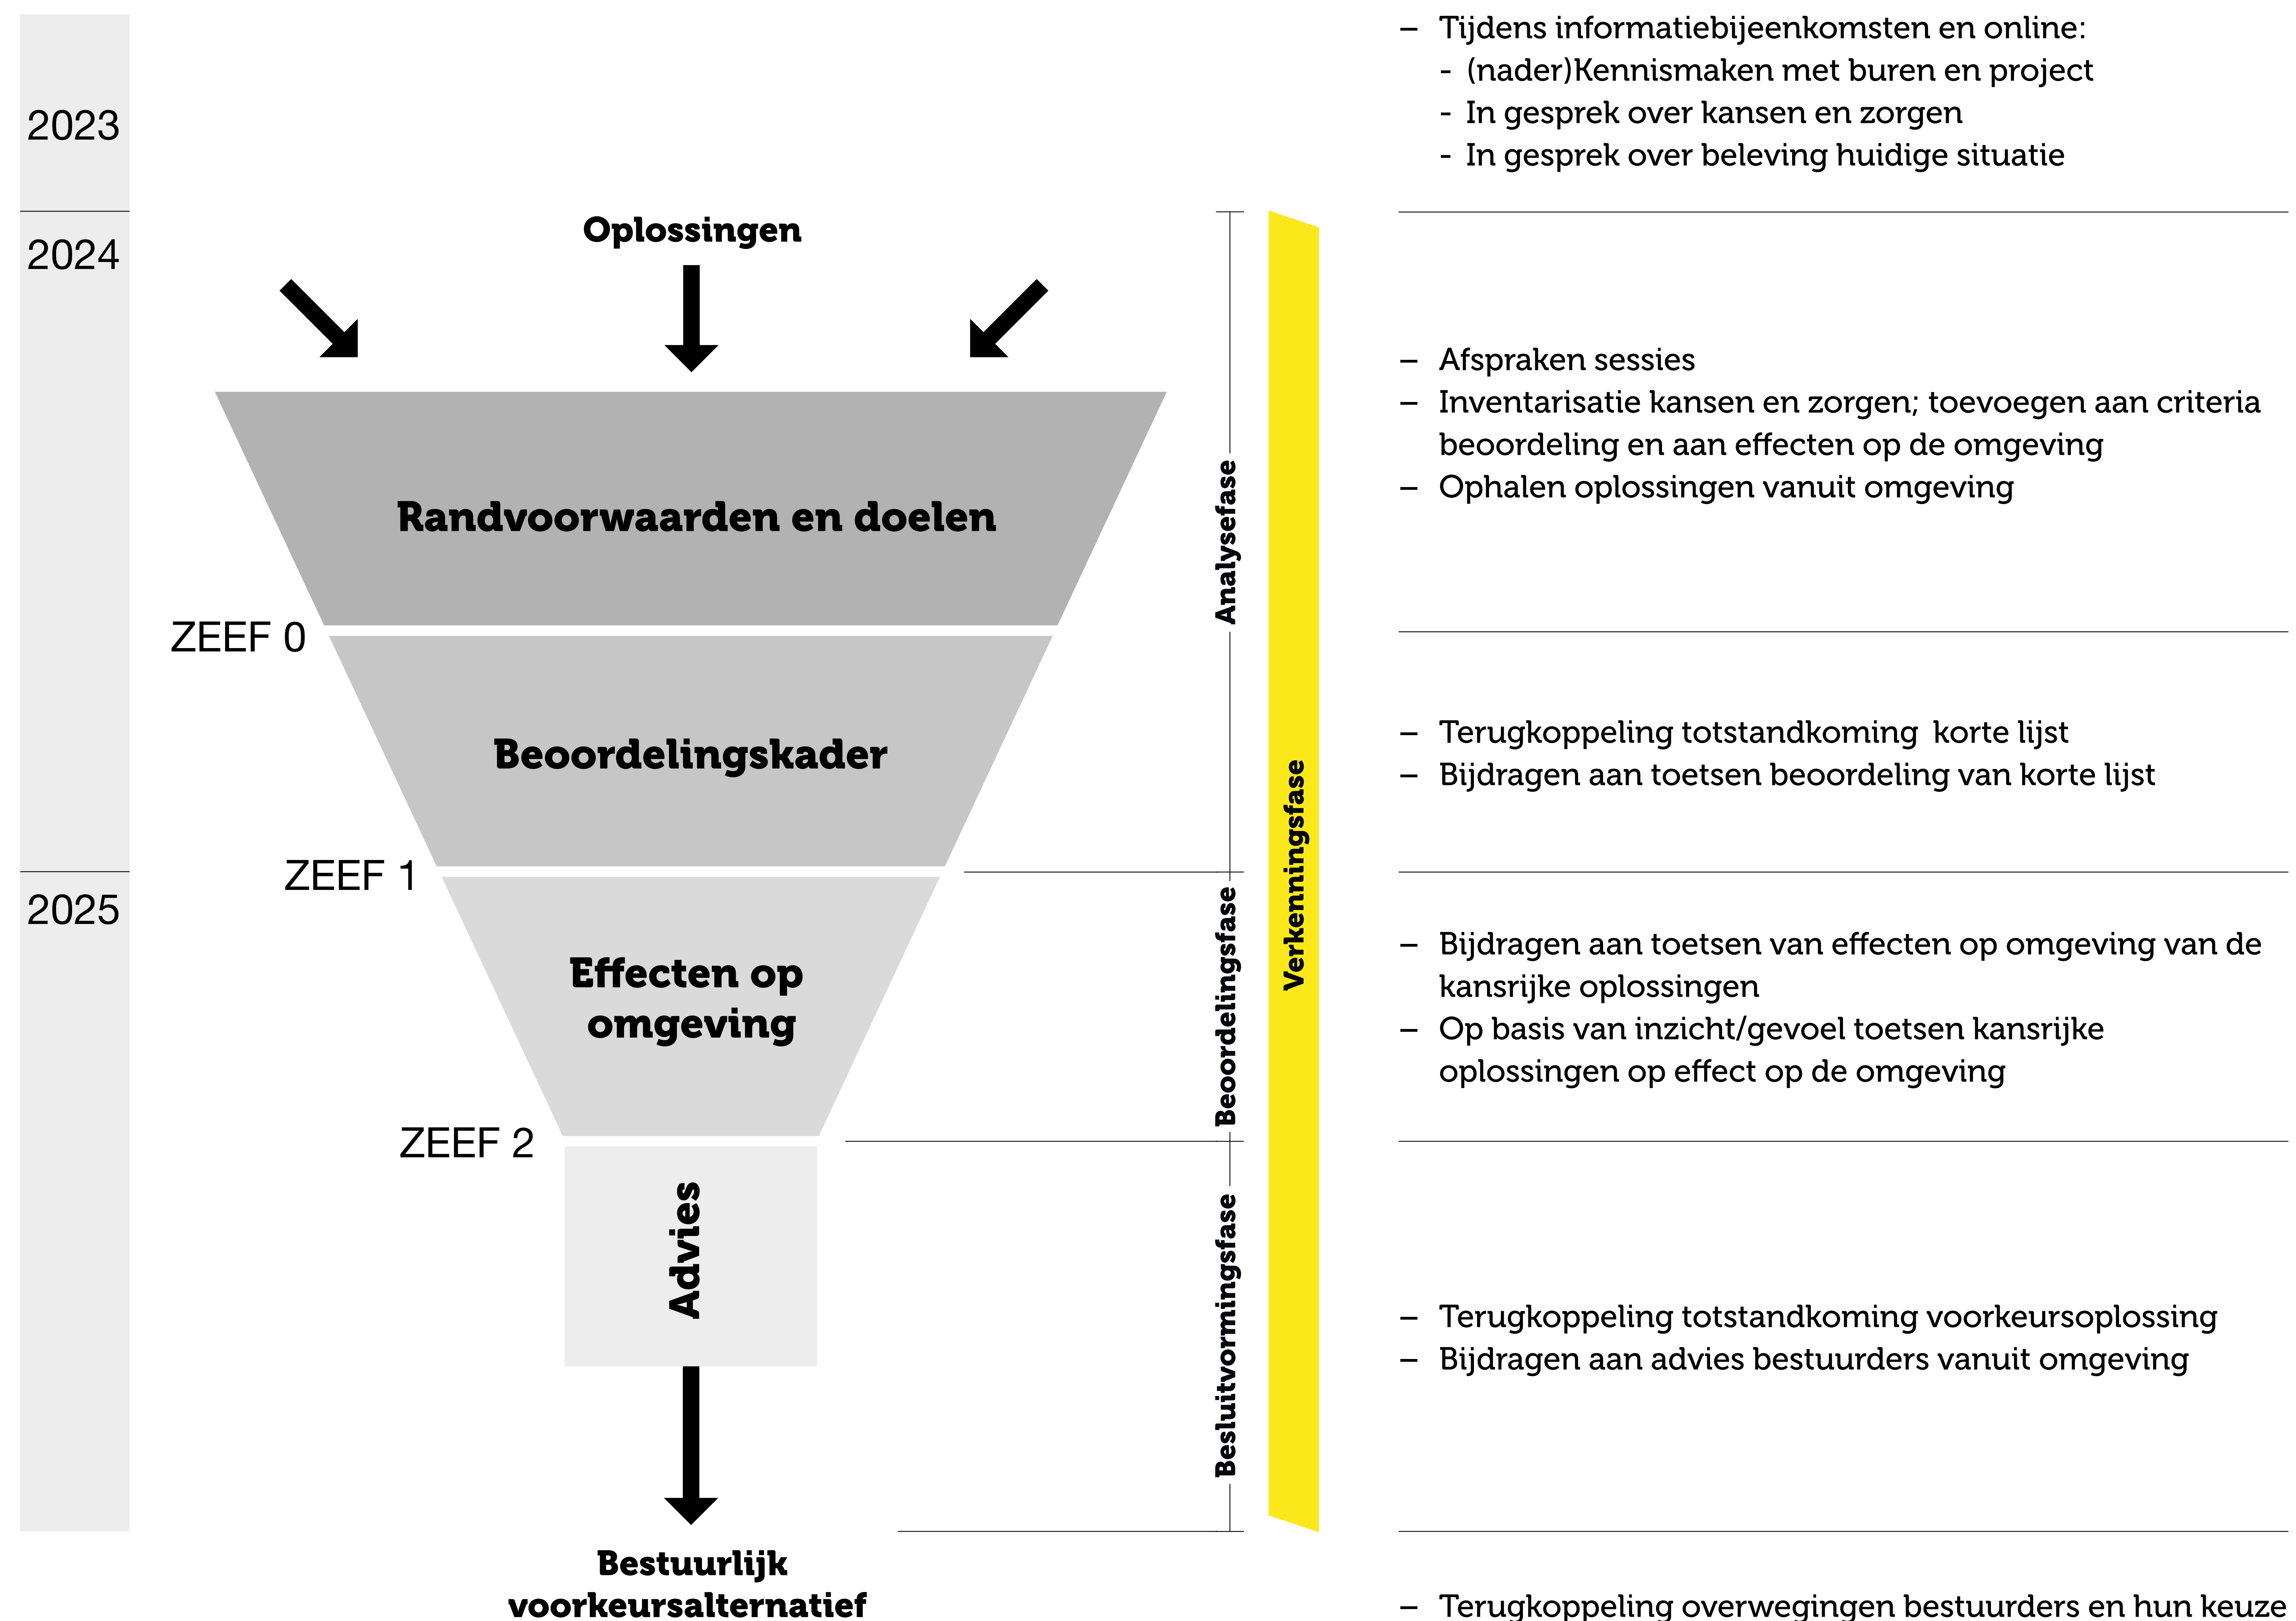 – Tijdens informatiebijeenkomsten en online:
- (nader)Kennismaken met buren en project
- In gesprek over kansen en zorgen
- In gesprek over beleving huidige situatie
2023
2024
Oplossingen
– Afspraken sessies
– Inventarisatie kansen en zorgen; toevoegen aan criteria
beoordeling en aan effecten op de omgeving
– Ophalen oplossingen vanuit omgeving
Randvoorwaarden en doelen
Analysefase
ZEEF 0
Beoordelingskader
– Terugkoppeling totstandkoming  korte lijst
– Bijdragen aan toetsen beoordeling van korte lijst
Verkenningsfase
ZEEF 1
2025
Effecten op
omgeving
Beoordelingsfase
– Bijdragen aan toetsen van effecten op omgeving van de
kansrijke oplossingen
– Op basis van inzicht/gevoel toetsen kansrijke
oplossingen op effect op de omgeving
ZEEF 2
Advies
Besluitvormingsfase
– Terugkoppeling totstandkoming voorkeursoplossing
– Bijdragen aan advies bestuurders vanuit omgeving
Bestuurlijk
voorkeursalternatief
– Terugkoppeling overwegingen bestuurders en hun keuze